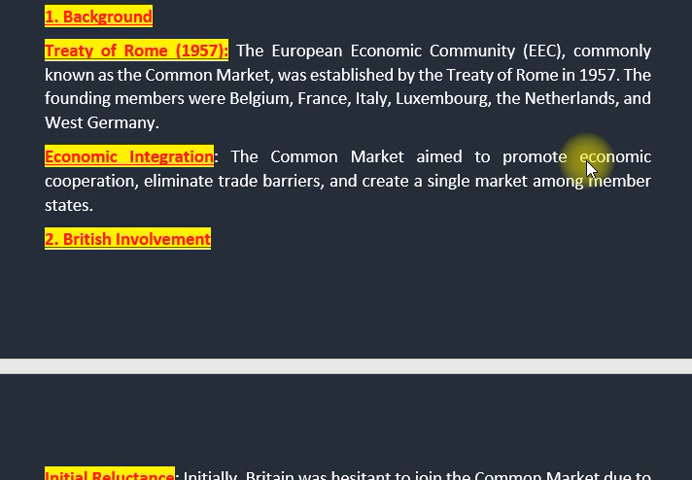 1. Background
Treaty of Rome (1957): The European Economic Community (EEC), commonly
known as the Common Market, was established by the Treaty of Rome in 1957. The
founding members were Belgium, France, Italy, Luxembourg, the Netherlands, and
West Germany.
Economic Integration: The Common Market aimed to promote economic
cooperation, eliminate trade barriers, and create a single market among member
states.
2. British Involvement
Initial Reluctance: Initially, Britain was hesitant to join the Common Market due to